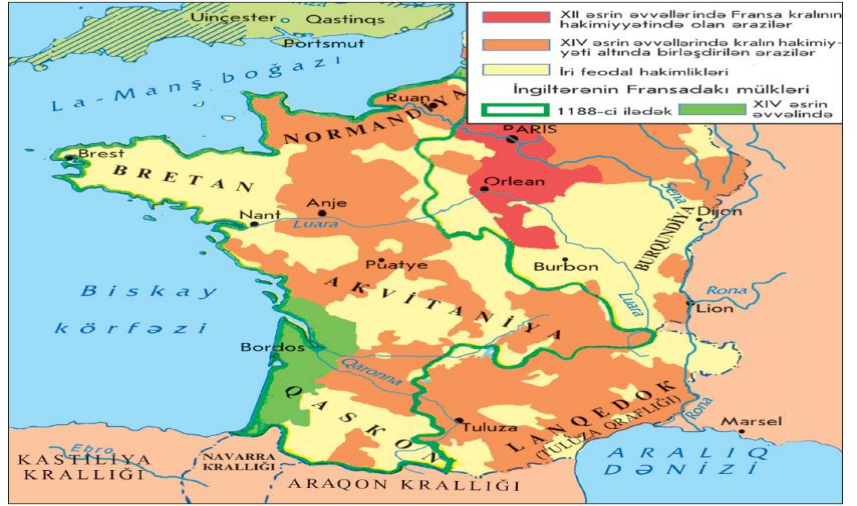 Uinçester
Qastinqs
Portsmut
La-Manş boğazı
XII əsrin əvvəllərində Fransa kralının
hakimiyyətində olan ərazilər
XIV əsrin əvvəllərində kralın hakimiy-
yəti altında birləşdirilən ərazilər
İri feodal hakimlikləri
İngiltərənin Fransadakı mülkləri
1188-ci ilədək
XIV əsrin
əvvəlində
Ruan
NORMANDİYA
PARİS
Brest
BRETAN
Orlean
Sena
Anje
Nant
Luara
Dijon
BURQUNDİYA
Puatye
Burbon
Luara
AKVİTANİYA
Biskay
körfəzi
Rona
Lion
Bordos
Qaronna
QASKON
Tuluza
LANQEDOK
(TULUZA QRAFLIĞI)
Rona
Marsel
Ebro
KASTİLİYA
KRALLIĞI
NAVARRA
KRALLIĞI
ARAQON KRALLIĞI
ARALIQ
DƏNİZİ